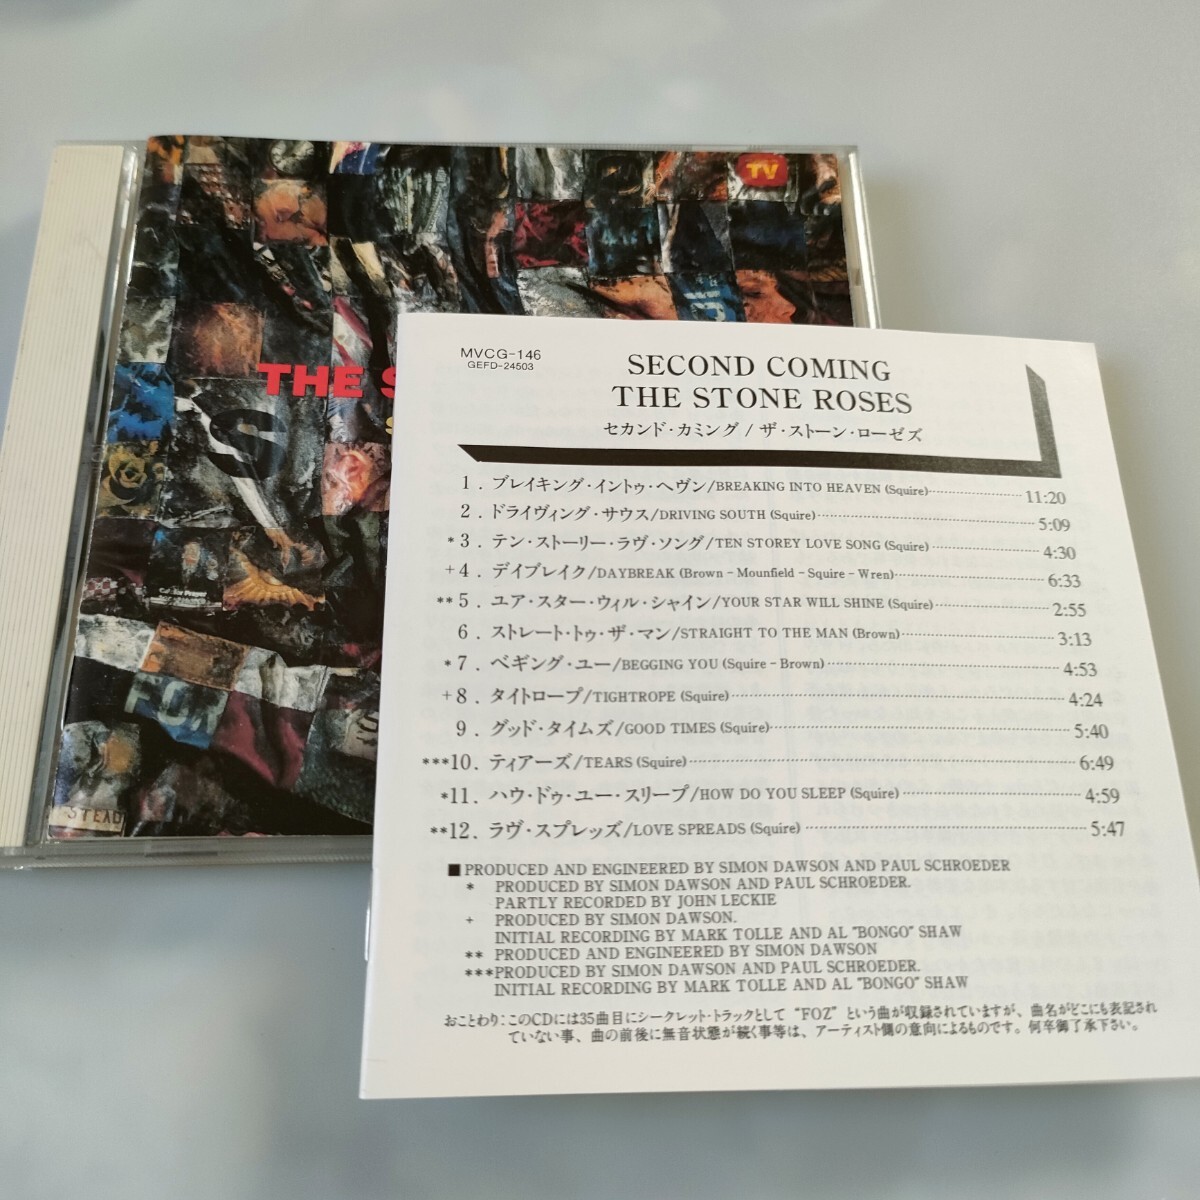 TV
THE S
S
STEAD
MVCG-146
GEFD-24503
SECOND COMING
THE STONE ROSES
セカンド・カミング / ザ・ストーン・ローゼズ
1. ブレイキング・イントゥ・ヘヴン/BREAKING INTO HEAVEN (Squire) 11:20
2. ドライヴィング・サウス/DRIVING SOUTH (Squire) 5:09
*3. テン・ストーリー・ラヴ・ソング/TEN STOREY LOVE SONG (Squire) 4:30
+4. デイブレイク/DAYBREAK (Brown-Mounfield-Squire-Wren) 6:33
**5. ユア・スター・ウィル・シャイン/YOUR STAR WILL SHINE (Squire) 2:55
6. ストレート・トゥ・ザ・マン/STRAIGHT TO THE MAN (Brown) 3:13
*7. ベギング・ユー/BEGGING YOU (Squire-Brown) 4:53
+8. タイトロープ/TIGHTROPE (Squire) 4:24
9. グッド・タイムズ/GOOD TIMES (Squire) 5:40
***10. ティアーズ/TEARS (Squire) 6:49
*11. ハウ・ドゥ・ユー・スリープ/HOW DO YOU SLEEP (Squire) 4:59
**12. ラヴ・スプレッズ/LOVE SPREADS (Squire) 5:47
■ PRODUCED AND ENGINEERED BY SIMON DAWSON AND PAUL SCHROEDER
* PRODUCED BY SIMON DAWSON AND PAUL SCHROEDER.
PARTLY RECORDED BY JOHN LECKIE
+ PRODUCED BY SIMON DAWSON.
INITIAL RECORDING BY MARK TOLLE AND AL "BONGO" SHAW
** PRODUCED AND ENGINEERED BY SIMON DAWSON
***PRODUCED BY SIMON DAWSON AND PAUL SCHROEDER.
INITIAL RECORDING BY MARK TOLLE AND AL "BONGO" SHAW
おことわり：このCDには35曲目にシークレット・トラックとして "FOZ" という曲が収録されていますが、曲名がどこにも表記され
ていない事、曲の前後に無音状態が続く事等は、アーティスト側の意向によるものです。何卒御了承下さい。